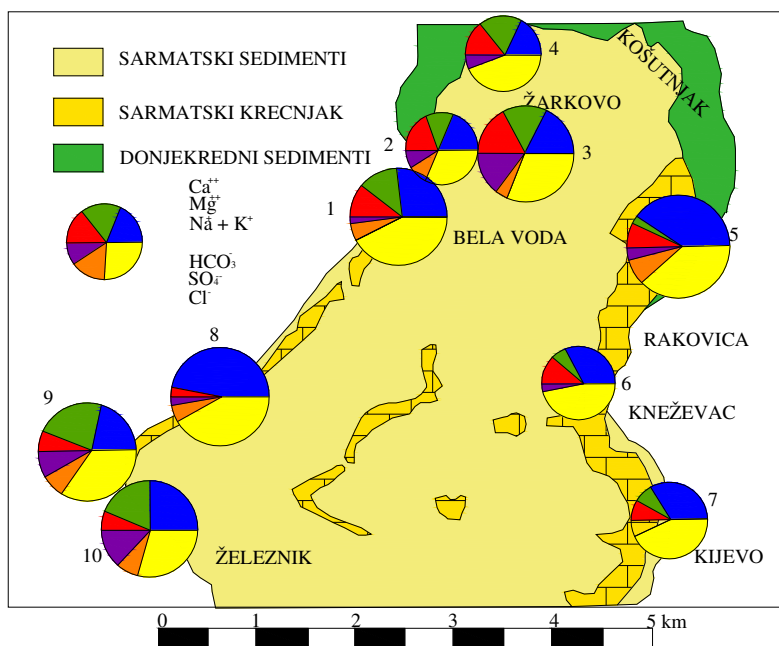 SARMATSKI SEDIMENTI
SARMATSKI KRECNJAK
DONJEKREDNI SEDIMENTI
Ca⁺⁺
Mg⁺⁺
Na⁺ + K⁺
HCO₃⁻
SO₄⁻⁻
Cl⁻
KOŠUTNJAK
4
ŽARKOVO
2
3
1
BELA VODA
5
RAKOVICA
8
6
KNEŽEVAC
9
7
10
ŽELEZNIK
KIJEVO
0 1 2 3 4 5 km